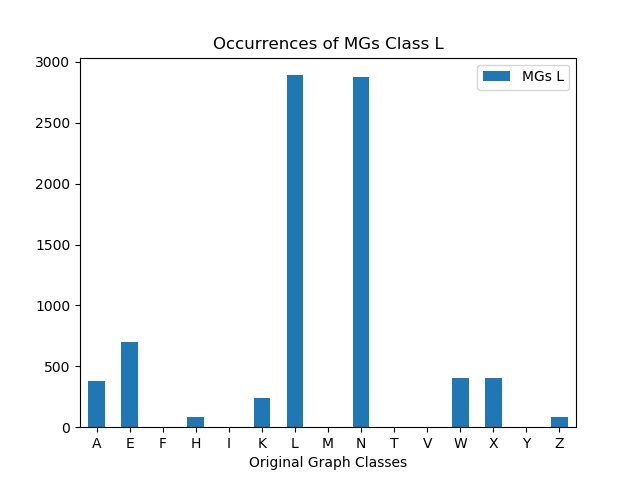 Occurrences of MGs Class L
MGs L
3000
2500
2000
1500
1000
500
0
A E F H I K L M N T V W X Y Z
Original Graph Classes